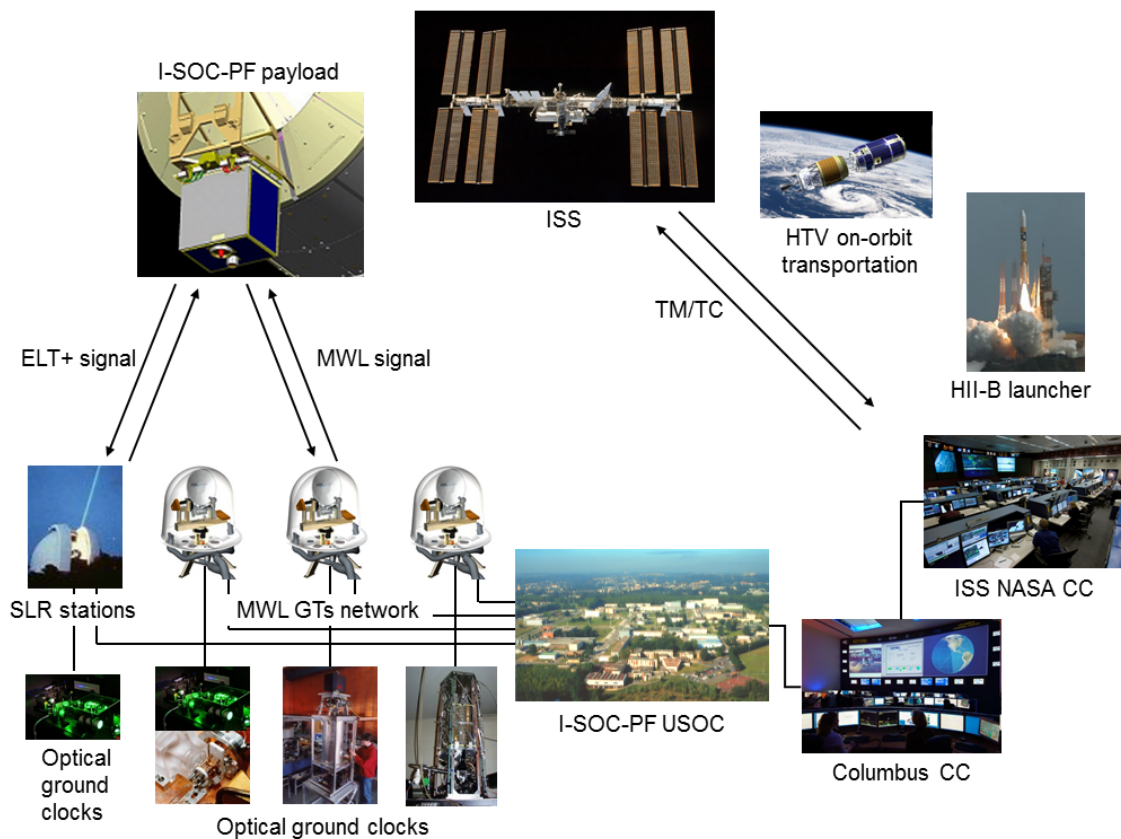 I-SOC-PF payload
ISS
HTV on-orbit
transportation
TM/TC
ELT+ signal
MWL signal
HII-B launcher
SLR stations
MWL GTs network
ISS NASA CC
I-SOC-PF USOC
Columbus CC
Optical
ground
clocks
Optical ground clocks